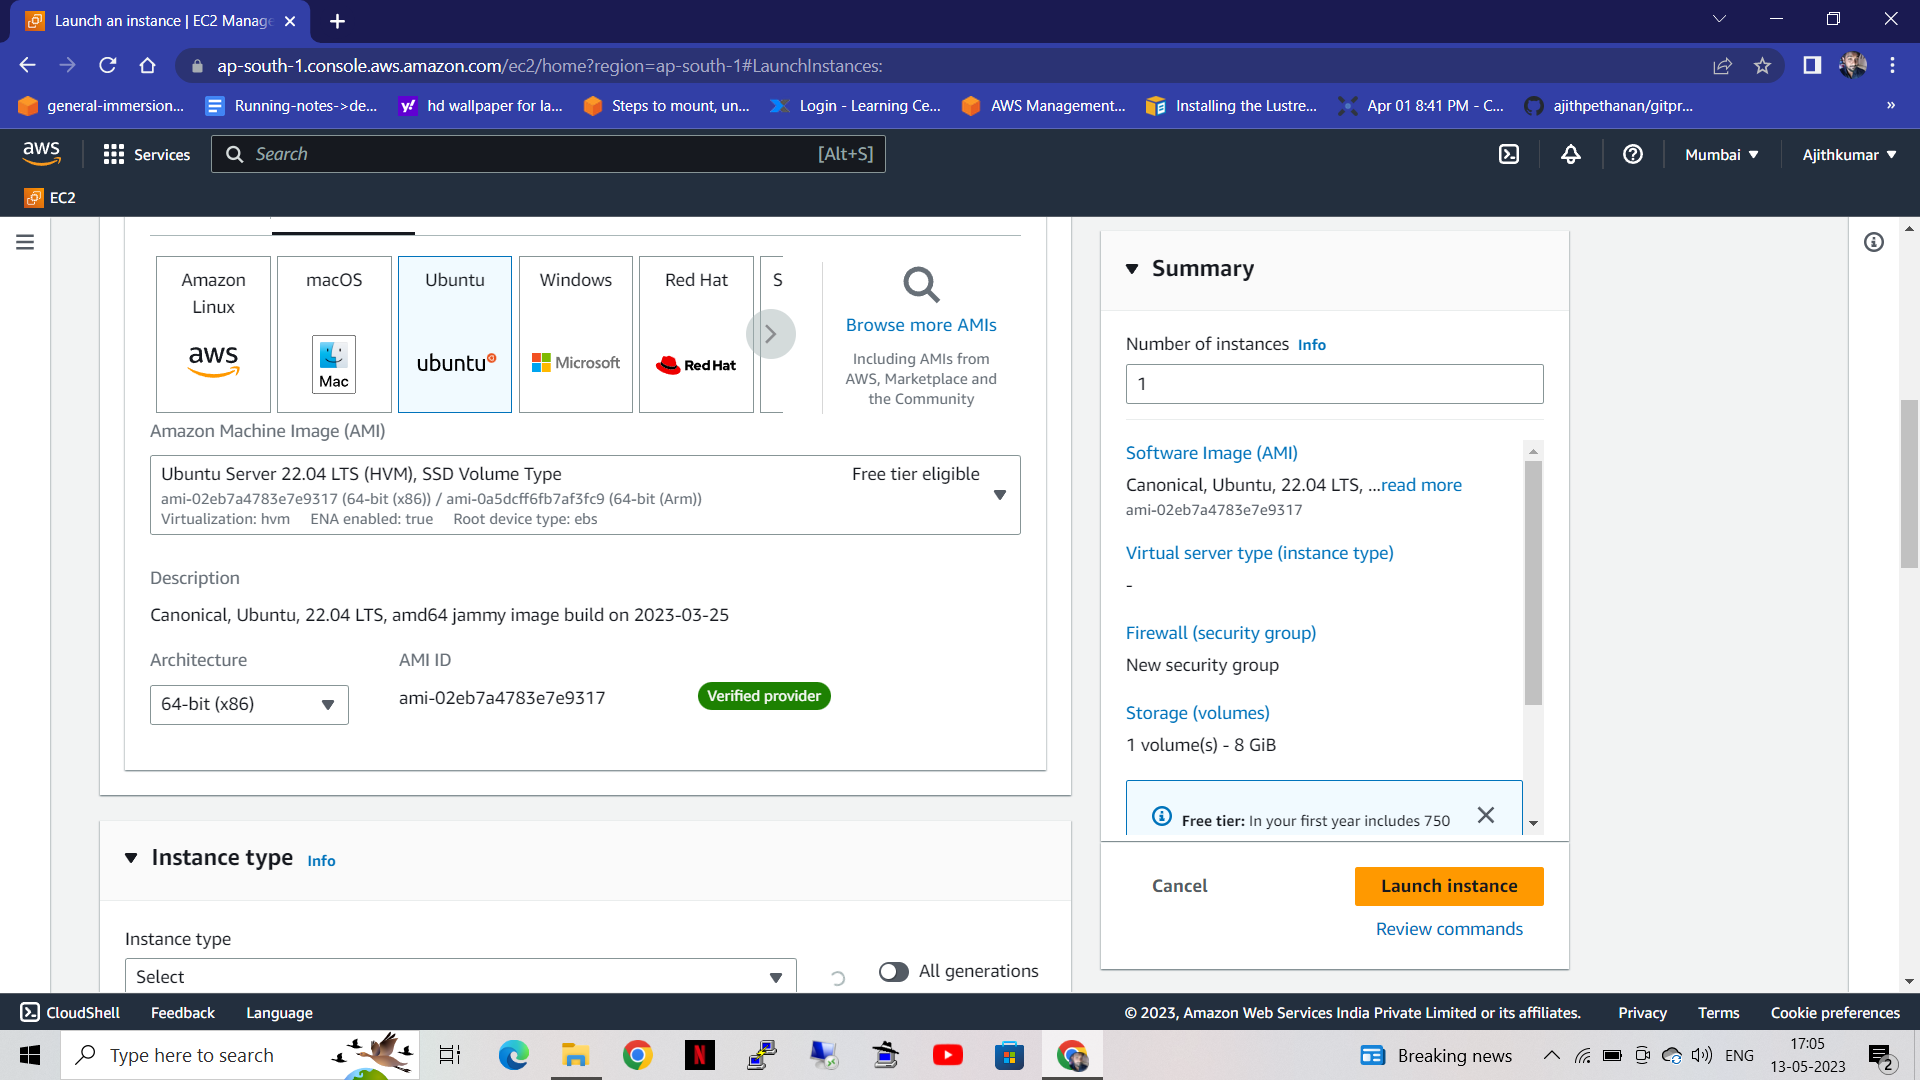 Launch an instance | EC2 Manage
ap-south-1.console.aws.amazon.com/ec2/home?region=ap-south-1#LaunchInstances:
general-immersion...
Running-notes->de...
hd wallpaper for la...
Steps to mount, un...
Login - Learning Ce...
AWS Management...
Installing the Lustre...
Apr 01 8:41 PM - C...
ajithpethanan/gitpr...
»
aws
Services
Search
[Alt+S]
Mumbai
Ajithkumar
EC2
Amazon
Linux
aws
macOS
Mac
Ubuntu
ubuntu
Windows
Microsoft
Red Hat
Red Hat
S
Browse more AMIs
Including AMIs from
AWS, Marketplace and
the Community
Amazon Machine Image (AMI)
Ubuntu Server 22.04 LTS (HVM), SSD Volume Type
Free tier eligible
ami-02eb7a4783e7e9317 (64-bit (x86)) / ami-0a5dcff6fb7af3fc9 (64-bit (Arm))
Virtualization: hvm ENA enabled: true Root device type: ebs
Description
Canonical, Ubuntu, 22.04 LTS, amd64 jammy image build on 2023-03-25
Architecture
AMI ID
64-bit (x86)
ami-02eb7a4783e7e9317
Verified provider
Instance type Info
Instance type
Select
All generations
Summary
Number of instances Info
1
Software Image (AMI)
Canonical, Ubuntu, 22.04 LTS, ...read more
ami-02eb7a4783e7e9317
Virtual server type (instance type)
-
Firewall (security group)
New security group
Storage (volumes)
1 volume(s) - 8 GiB
Free tier: In your first year includes 750
Cancel
Launch instance
Review commands
CloudShell
Feedback
Language
© 2023, Amazon Web Services India Private Limited or its affiliates.
Privacy
Terms
Cookie preferences
Type here to search
Breaking news
ENG
17:05
13-05-2023
2